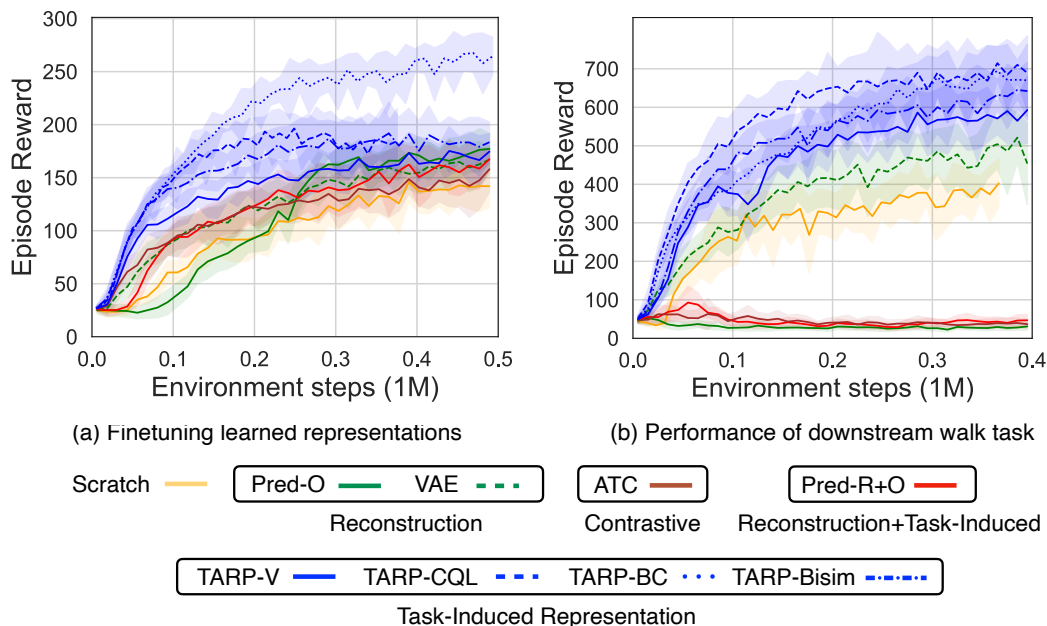 300
250
200
150
100
50
0
Episode Reward
0.0 0.1 0.2 0.3 0.4 0.5
Environment steps (1M)
(a) Finetuning learned representations
700
600
500
400
300
200
100
0
Episode Reward
0.0 0.1 0.2 0.3 0.4
Environment steps (1M)
(b) Performance of downstream walk task
Scratch Pred-O VAE ATC Pred-R+O
Reconstruction Contrastive Reconstruction+Task-Induced
TARP-V TARP-CQL TARP-BC TARP-Bisim
Task-Induced Representation